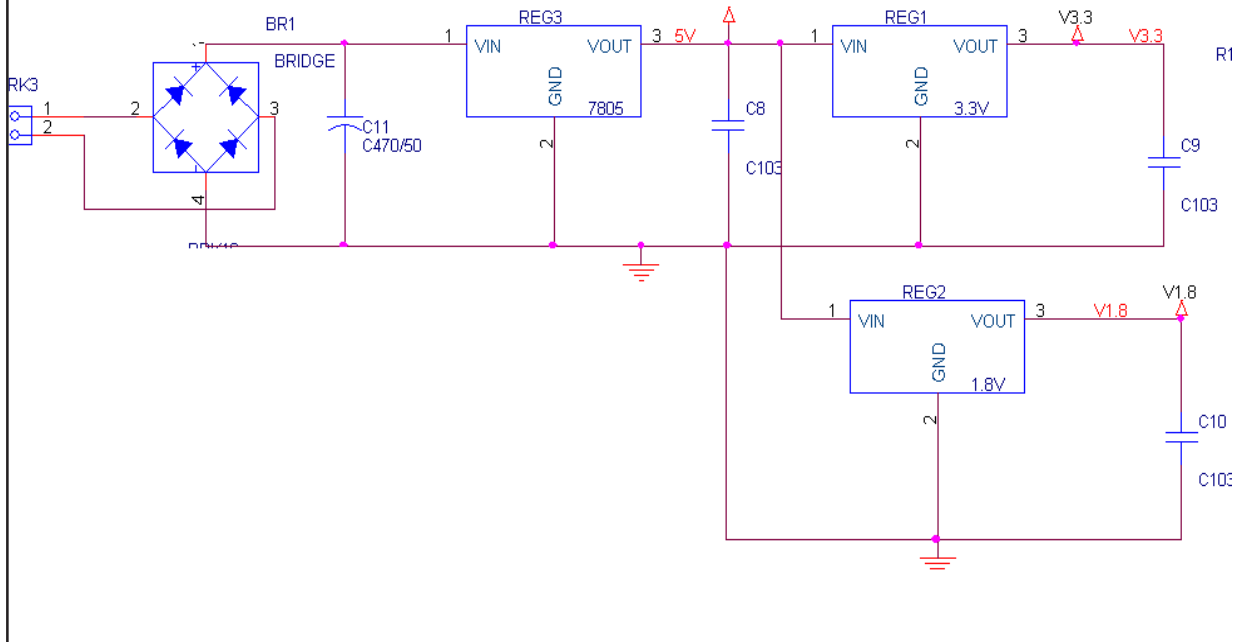 BR1
BRIDGE
RK3
1
2
2
3
+
4
C11
C470/50
REG3
1
VIN
VOUT
GND
7805
3
2
5V
C8
C103
REG1
1
VIN
VOUT
GND
3.3V
3
2
V3.3
V3.3
R1
C9
C103
REG2
1
VIN
VOUT
GND
1.8V
3
2
V1.8
V1.8
C10
C103